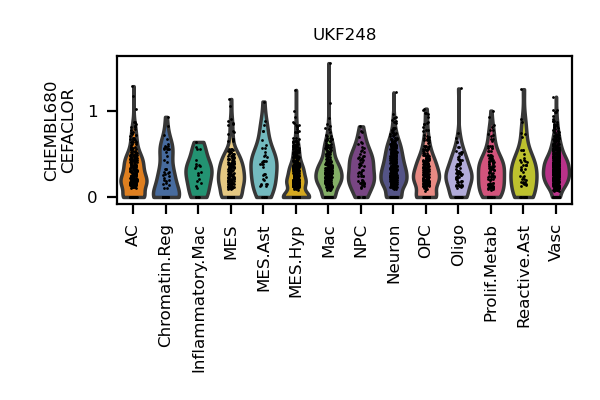 UKF248
CHEMBL680
CEFACLOR
1
0
AC
Chromatin.Reg
Inflammatory.Mac
MES
MES.Ast
MES.Hyp
Mac
NPC
Neuron
OPC
Oligo
Prolif.Metab
Reactive.Ast
Vasc